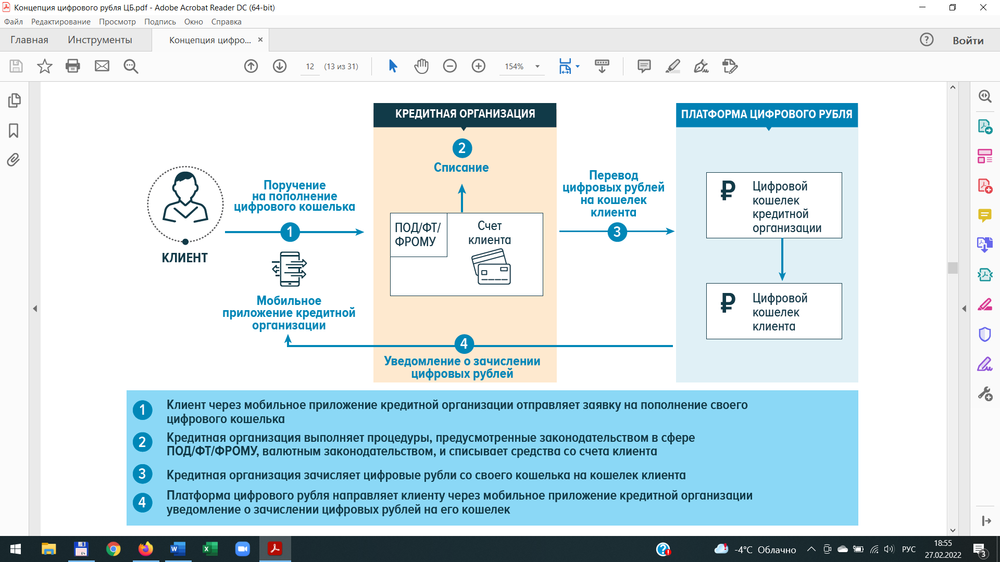 Концепция цифрового рубля ЦБ.pdf - Adobe Acrobat Reader DC (64-bit)
Файл Редактирование Просмотр Подпись Окно Справка
Главная Инструменты Концепция цифро... × ? Войти
12 (13 из 31) 154%
КРЕДИТНАЯ ОРГАНИЗАЦИЯ
ПЛАТФОРМА ЦИФРОВОГО РУБЛЯ
КЛИЕНТ
Поручение
на пополнение
цифрового кошелька
1
Мобильное
приложение кредитной
организации
2
Списание
ПОД/ФТ/
ФРОМУ
Счет
клиента
Перевод
цифровых рублей
на кошелек
клиента
3
₽ Цифровой
кошелек
кредитной
организации
₽ Цифровой
кошелек
клиента
4
Уведомление о зачислении
цифровых рублей
1 Клиент через мобильное приложение кредитной организации отправляет заявку на пополнение своего
цифрового кошелька
2 Кредитная организация выполняет процедуры, предусмотренные законодательством в сфере
ПОД/ФТ/ФРОМУ, валютным законодательством, и списывает средства со счета клиента
3 Кредитная организация зачисляет цифровые рубли со своего кошелька на кошелек клиента
4 Платформа цифрового рубля направляет клиенту через мобильное приложение кредитной организации
уведомление о зачислении цифровых рублей на его кошелек
64
-4°C Облачно РУС 18:55
27.02.2022
3